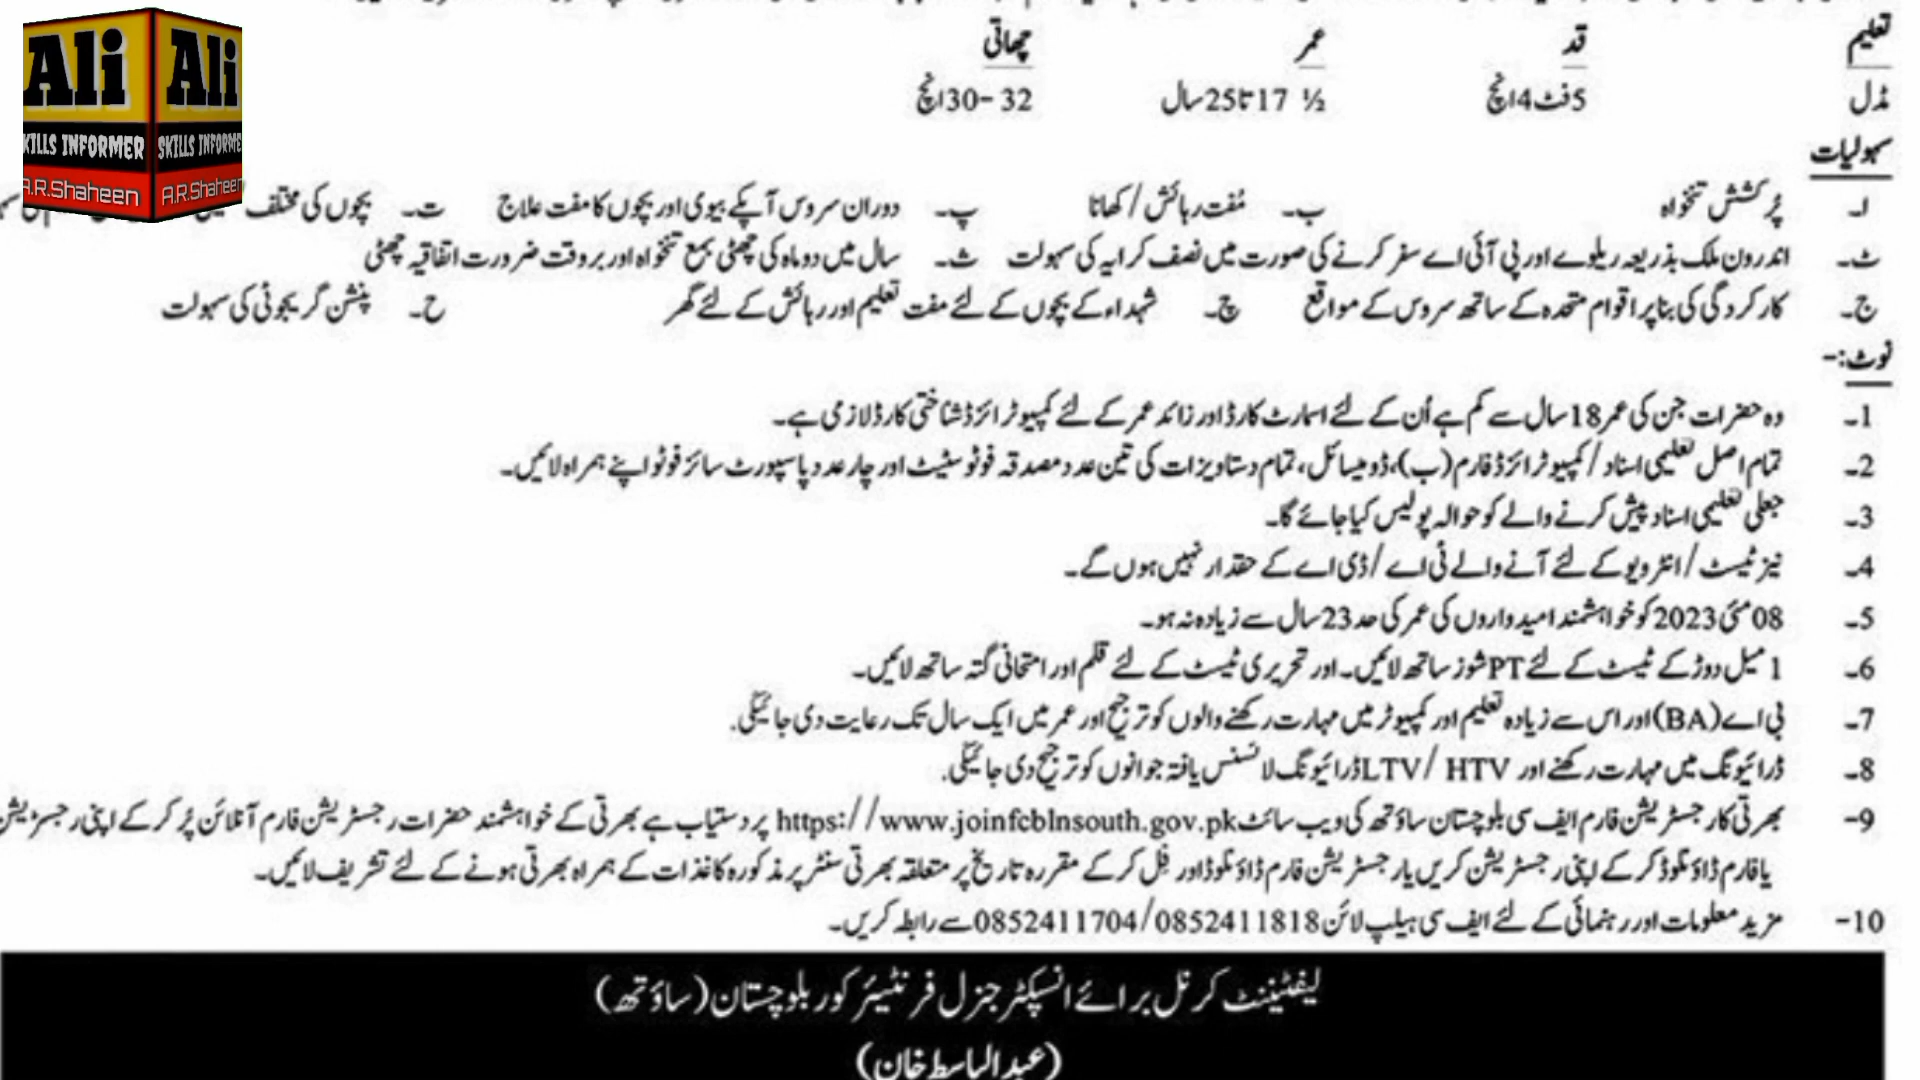 Ali Ali
SKILLS INFORMER SKILLS INFORME
A.R.Shaheen A.R.Shaheen
تعلیم قد عمر چھاتی
مڈل 5فٹ4انچ ½ 17تا25سال 32 -30انچ
سہولیات
ا۔ پُرکشش تنخواہ ب۔ مُفت رہائش/کھانا پ۔ دوران سروس آپکے بیوی اور بچوں کا مفت علاج ت۔ بچوں کی مختلف
ٹ۔ اندرون ملک بذریعہ ریلوے اور پی آئی اے سفر کرنے کی صورت میں نصف کرایہ کی سہولت ث۔ سال میں دو ماہ کی چھٹی بمع تنخواہ اور بروقت ضرورت اتفاقیہ چھٹی
ج۔ کارکردگی کی بنا پر اقوام متحدہ کے ساتھ سروس کے مواقع چ۔ شہداء کے بچوں کے لئے مفت تعلیم اور رہائش کے لئے گھر ح۔ پنشن گریجوئی کی سہولت
نوٹ:-
1۔ وہ حضرات جن کی عمر 18 سال سے کم ہے اُن کے لئے اسمارٹ کارڈ اور زائد عمر کے لئے کمپیوٹرائزڈ شناختی کارڈ لازمی ہے۔
2۔ تمام اصل تعلیمی اسناد/کمپیوٹرائزڈ فارم(ب)، ڈومیسائل، تمام دستاویزات کی تین عدد مصدقہ فوٹو سٹیٹ اور چار عدد پاسپورٹ سائز فوٹو اپنے ہمراہ لائیں۔
3۔ جعلی تعلیمی اسناد پیش کرنے والے کو حوالہ پولیس کیا جائے گا۔
4۔ نیز ٹیسٹ/انٹرویو کے لئے آنے والے ٹی اے/ڈی اے کے حقدار نہیں ہوں گے۔
5۔ 08 مئی 2023 کو خواہشمند امیدواروں کی عمر کی حد 23 سال سے زیادہ نہ ہو۔
6۔ 1 میل دوڑ کے ٹیسٹ کے لئے PT شوز ساتھ لائیں۔ اور تحریری ٹیسٹ کے لئے قلم اور امتحانی گتہ ساتھ لائیں۔
7۔ بی اے(BA) اور اس سے زیادہ تعلیم اور کمپیوٹر میں مہارت رکھنے والوں کو ترجیح اور عمر میں ایک سال تک رعایت دی جائیگی.
8۔ ڈرائیونگ میں مہارت رکھنے اور LTV/ HTV ڈرائیونگ لائسنس یافتہ جوانوں کو ترجیح دی جائیگی.
9- بھرتی کا رجسٹریشن فارم ایف سی بلوچستان ساؤتھ کی ویب سائٹ https://www.joinfcblnsouth.gov.pk پر دستیاب ہے بھرتی کے خواہشمند حضرات رجسٹریشن فارم آنلائن پُر کر کے اپنی رجسٹریشن
یا فارم ڈاؤنلوڈ کر کے اپنی رجسٹریشن کریں یا رجسٹریشن فارم ڈاؤنلوڈ اور فِل کر کے مقررہ تاریخ پر متعلقہ بھرتی سنٹر پر مذکورہ کاغذات کے ہمراہ بھرتی ہونے کے لئے تشریف لائیں۔
10- مزید معلومات اور رہنمائی کے لئے ایف سی ہیلپ لائن 0852411704/0852411818 سے رابطہ کریں۔
لیفٹیننٹ کرنل برائے انسپکٹر جنرل فرنٹیئر کور بلوچستان (ساؤتھ)
(عبدالباسط خان)